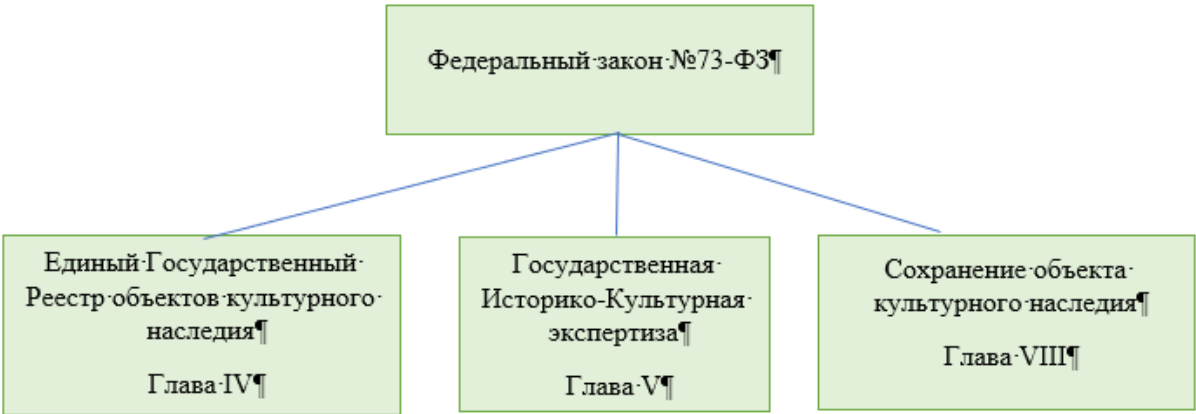 Федеральный·закон·№73-ФЗ¶
Единый·Государственный·
Реестр·объектов·культурного·
наследия¶
Глава·IV¶
Государственная·
Историко-Культурная·
экспертиза¶
Глава·V¶
Сохранение·объекта·
культурного·наследия¶
Глава·VIII¶